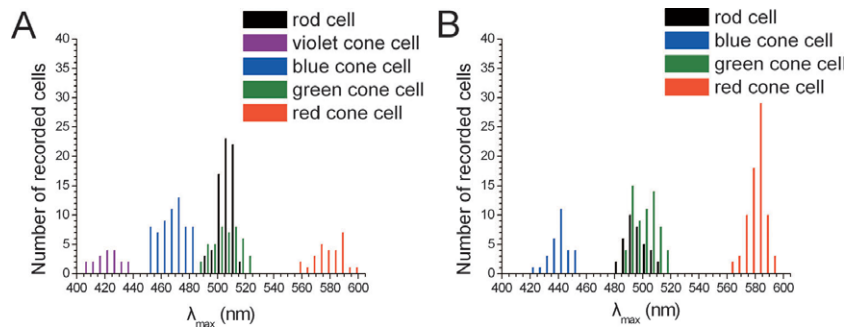 A
rod cell
violet cone cell
blue cone cell
green cone cell
red cone cell
Number of recorded cells
40
35
30
25
20
15
10
5
0
400 420 440 460 480 500 520 540 560 580 600
λmax (nm)
B
rod cell
blue cone cell
green cone cell
red cone cell
Number of recorded cells
40
35
30
25
20
15
10
5
0
400 420 440 460 480 500 520 540 560 580 600
λmax (nm)